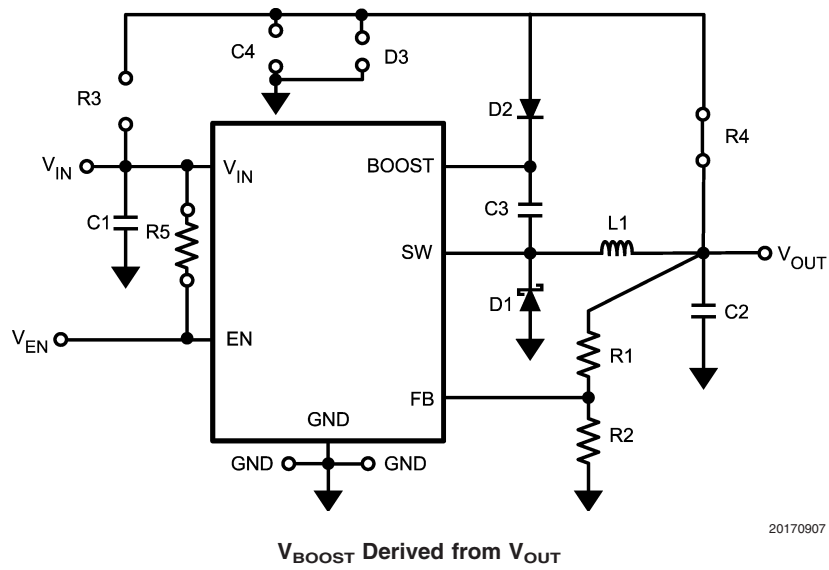 C4
D3
R3
D2
R4
V_IN
V_IN
BOOST
C1
R5
C3
L1
SW
V_OUT
D1
C2
V_EN
EN
R1
FB
GND
R2
GND
GND
20170907
V_BOOST Derived from V_OUT